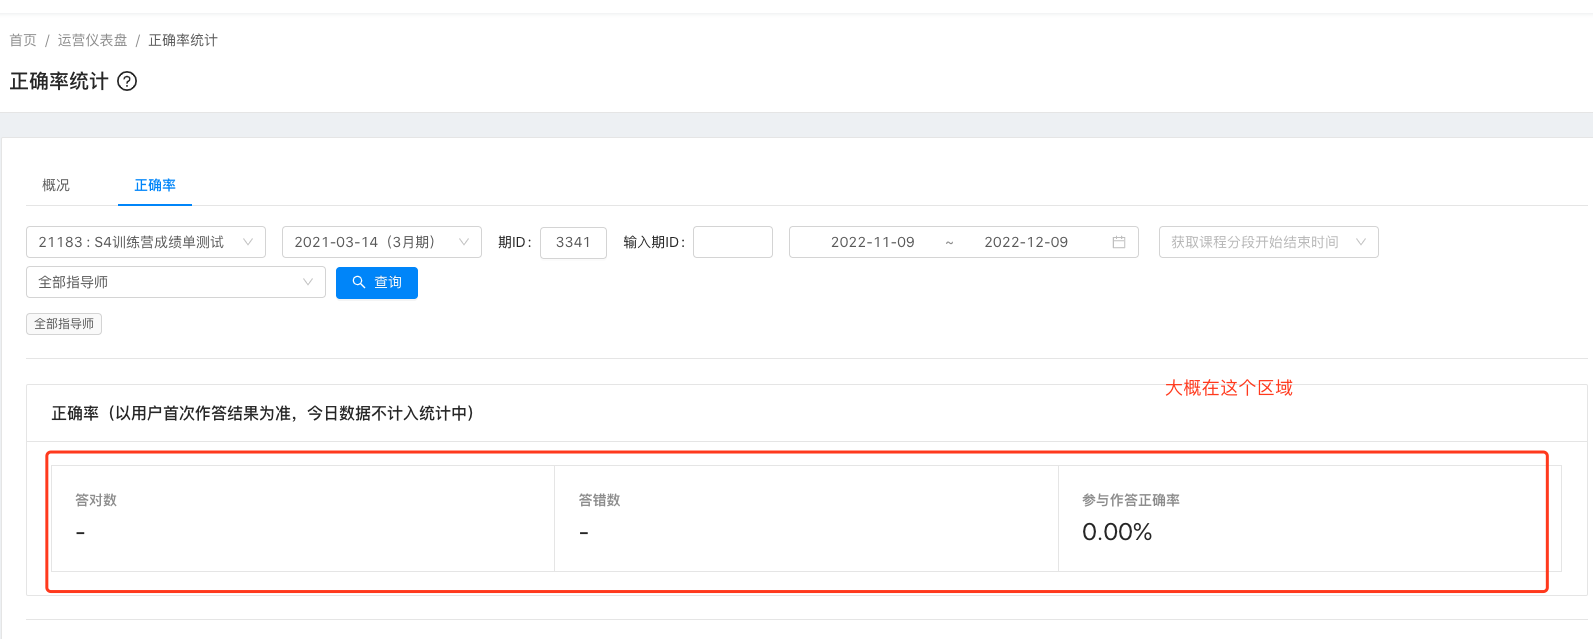 首页 / 运营仪表盘 / 正确率统计
正确率统计 ?
概况 正确率
21183 : S4训练营成绩单测试 2021-03-14（3月期） 期ID: 3341 输入期ID: 2022-11-09 ~ 2022-12-09 获取课程分段开始结束时间
全部指导师 查询
全部指导师
大概在这个区域
正确率（以用户首次作答结果为准，今日数据不计入统计中）
答对数 答错数 参与作答正确率
- - 0.00%